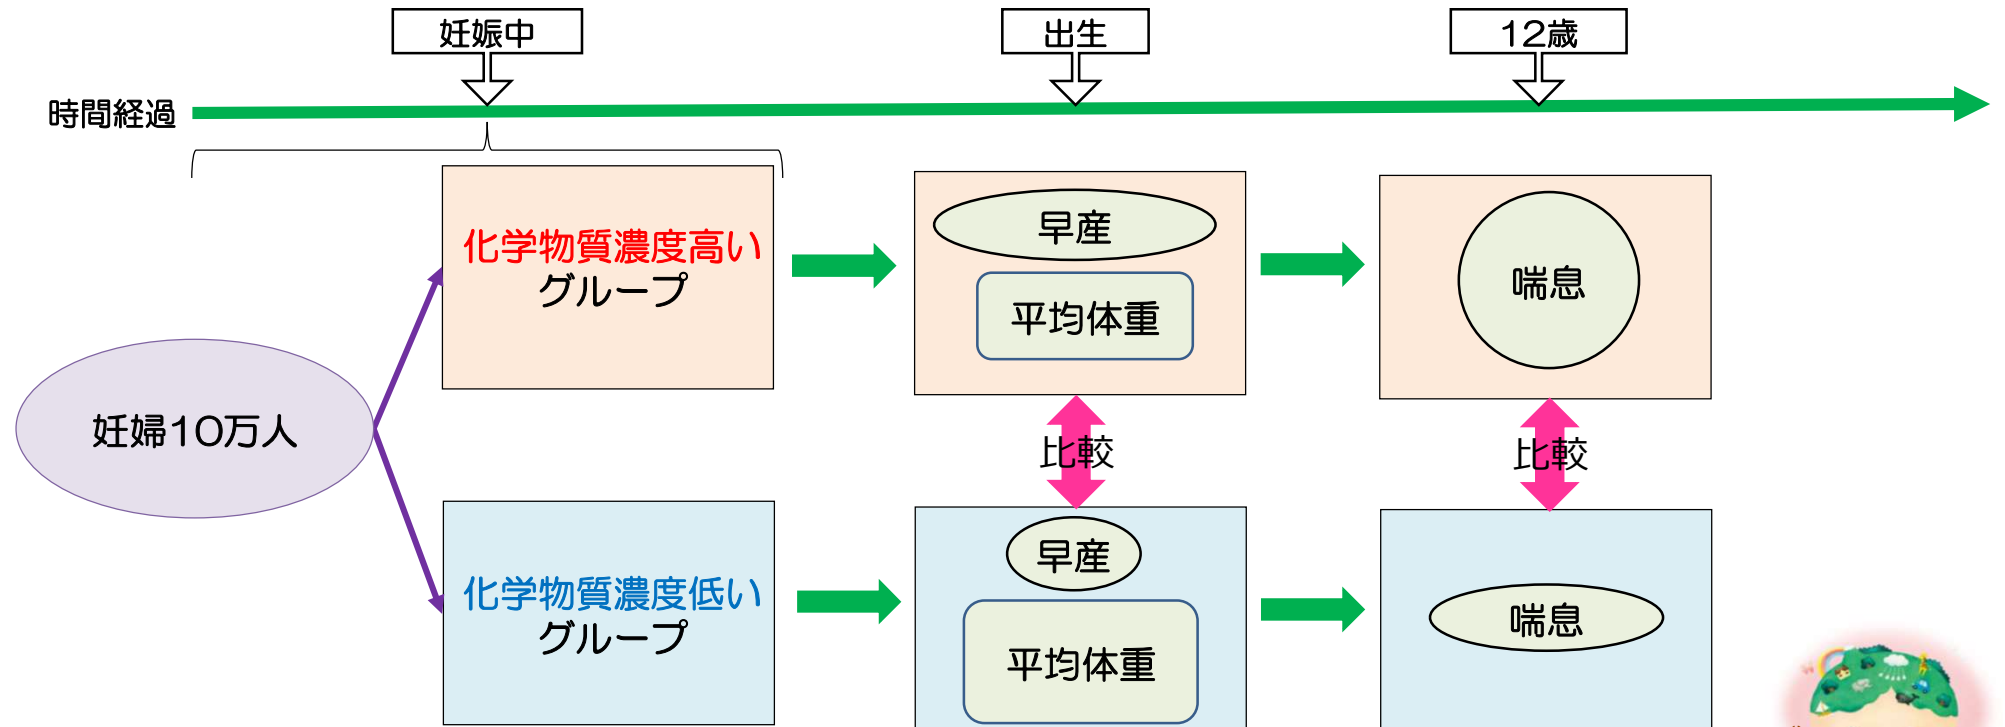 妊娠中
出生
12歳
時間経過
化学物質濃度高い
グループ
早産
平均体重
喘息
妊婦10万人
比較
比較
化学物質濃度低い
グループ
早産
平均体重
喘息